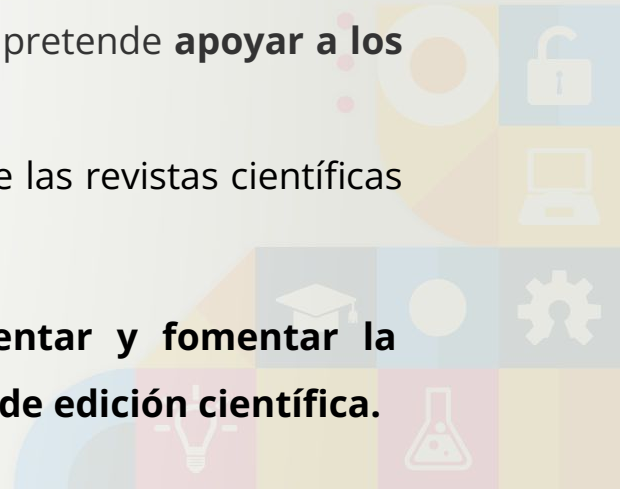 pretende apoyar a los
e las revistas científicas
entar y fomentar la
de edición científica.